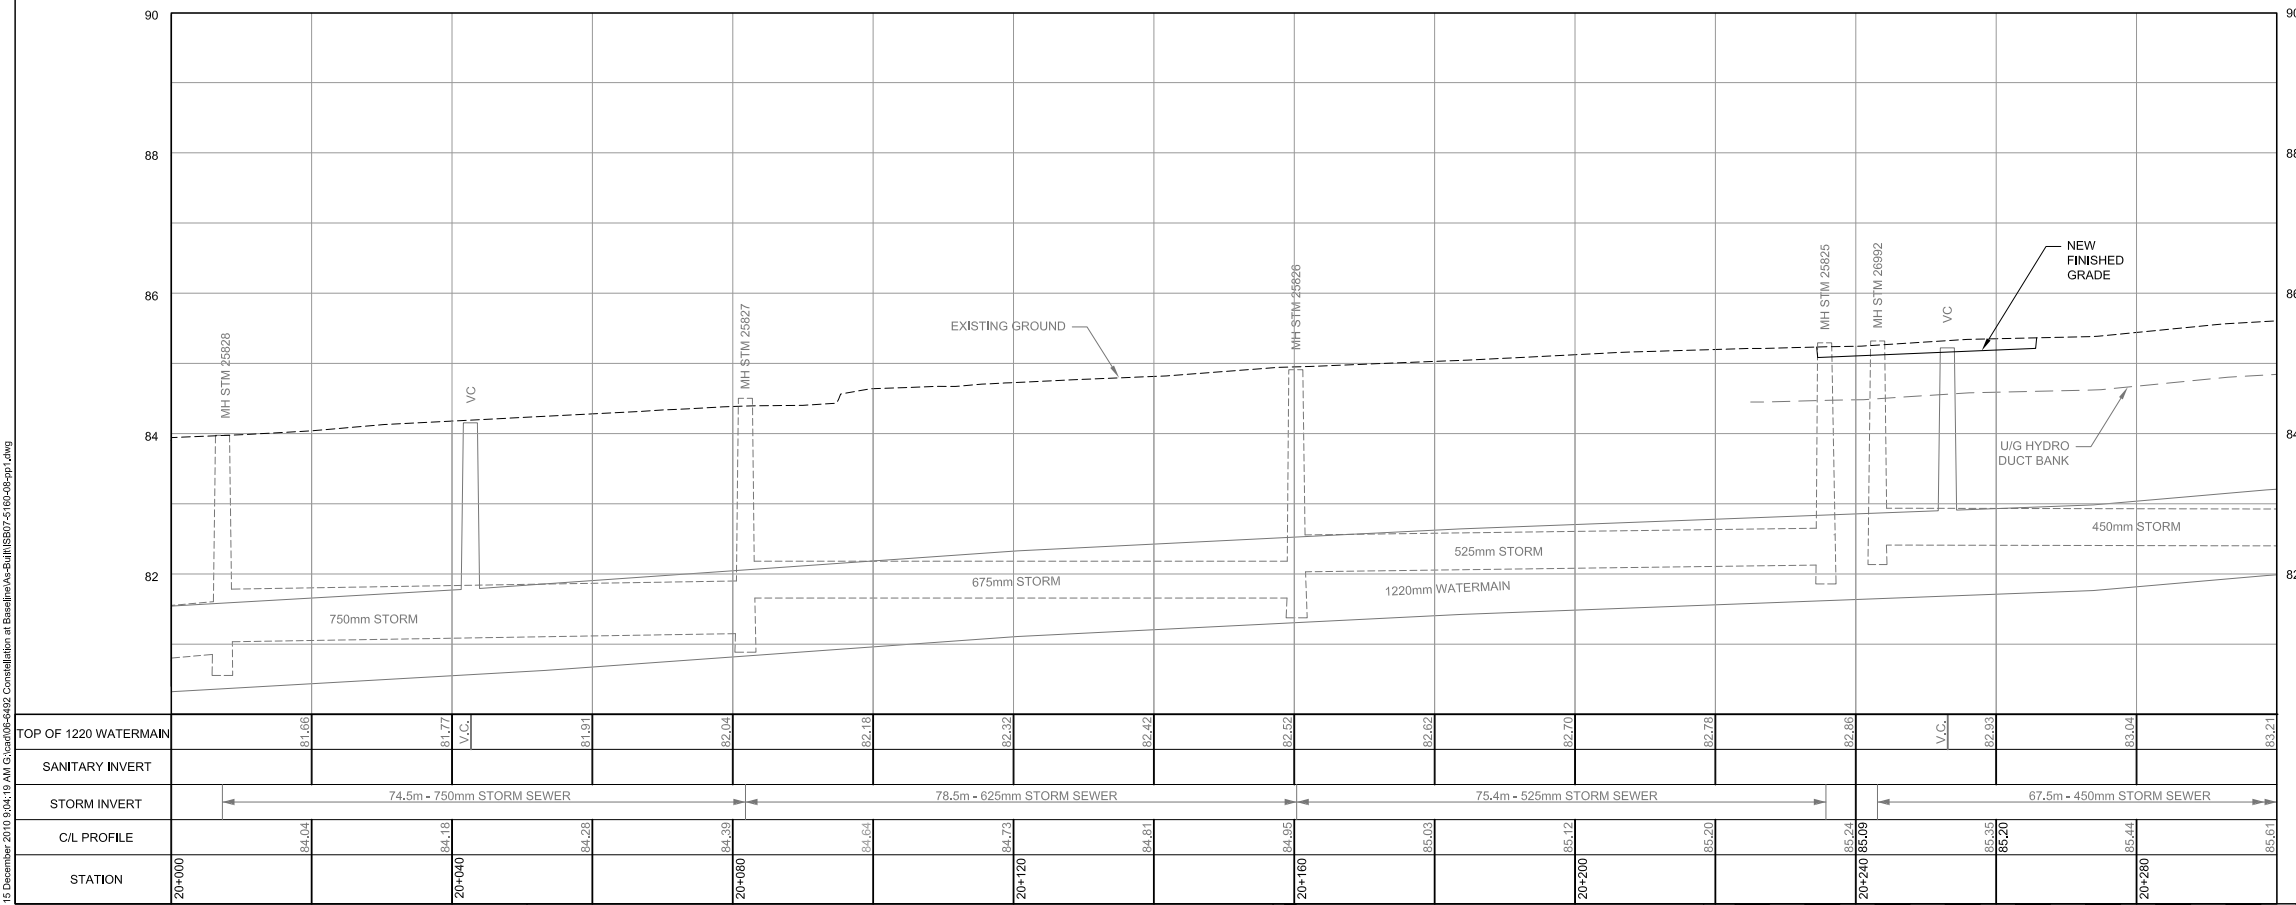 90
90
88
88
86
86
84
84
82
82
MH STM 25828
VC
MH STM 25827
EXISTING GROUND
MH STM 25826
MH STM 25825
MH STM 26992
VC
NEW
FINISHED
GRADE
U/G HYDRO
DUCT BANK
750mm STORM
675mm STORM
525mm STORM
1220mm WATERMAIN
450mm STORM
TOP OF 1220 WATERMAIN
81.66
81.77
V.C.
81.91
82.04
82.18
82.32
82.42
82.52
82.62
82.70
82.78
82.86
V.C.
82.93
83.04
83.21
SANITARY INVERT
STORM INVERT
74.5m - 750mm STORM SEWER
78.5m - 625mm STORM SEWER
75.4m - 525mm STORM SEWER
67.5m - 450mm STORM SEWER
C/L PROFILE
84.04
84.18
84.28
84.39
84.64
84.73
84.81
84.95
85.03
85.12
85.20
85.24
85.09
85.35
85.20
85.44
85.61
STATION
20+000
20+040
20+080
20+120
20+160
20+200
20+240
20+280
15 December 2010 9:04:19 AM G:\cad\06-6492 Constellation at Baseline\As-Built\ISB07-5160-08-pp1.dwg